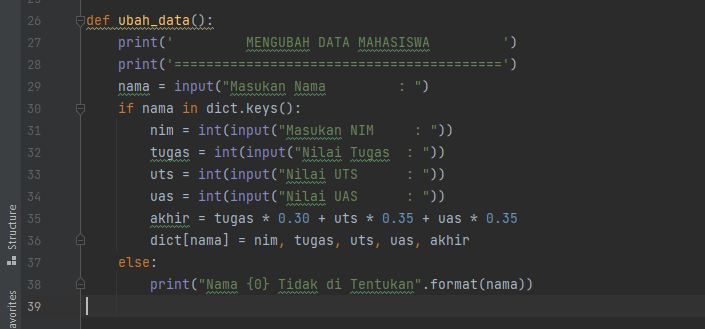 26 def ubah_data():
27     print('         MENGUBAH DATA MAHASISWA         ')
28     print('=========================================')
29     nama = input("Masukan Nama         : ")
30     if nama in dict.keys():
31         nim = int(input("Masukan NIM     : "))
32         tugas = int(input("Nilai Tugas  : "))
33         uts = int(input("Nilai UTS      : "))
34         uas = int(input("Nilai UAS      : "))
35         akhir = tugas * 0.30 + uts * 0.35 + uas * 0.35
36         dict[nama] = nim, tugas, uts, uas, akhir
37     else:
38         print("Nama {0} Tidak di Tentukan".format(nama))
39
Structure